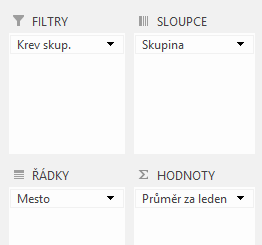 FILTRY
Krev skup.
SLOUPCE
Skupina
ŘÁDKY
Mesto
HODNOTY
Průměr za leden